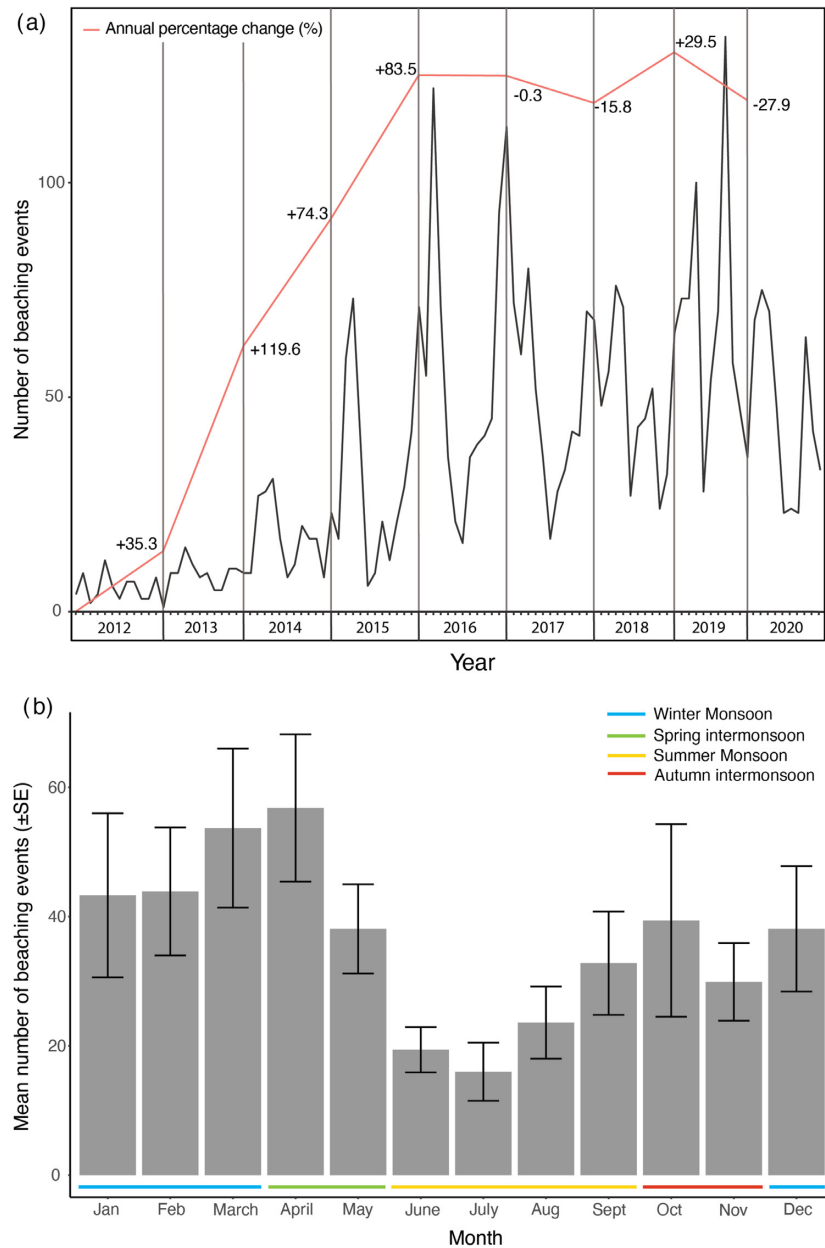 (a)
Annual percentage change (%)
+29.5
+83.5
-0.3
-15.8
-27.9
100
+74.3
+119.6
50
+35.3
0
Number of beaching events
2012 2013 2014 2015 2016 2017 2018 2019 2020
Year
(b)
Winter Monsoon
Spring intermonsoon
Summer Monsoon
Autumn intermonsoon
60
40
20
0
Mean number of beaching events (±SE)
Jan Feb March April May June July Aug Sept Oct Nov Dec
Month